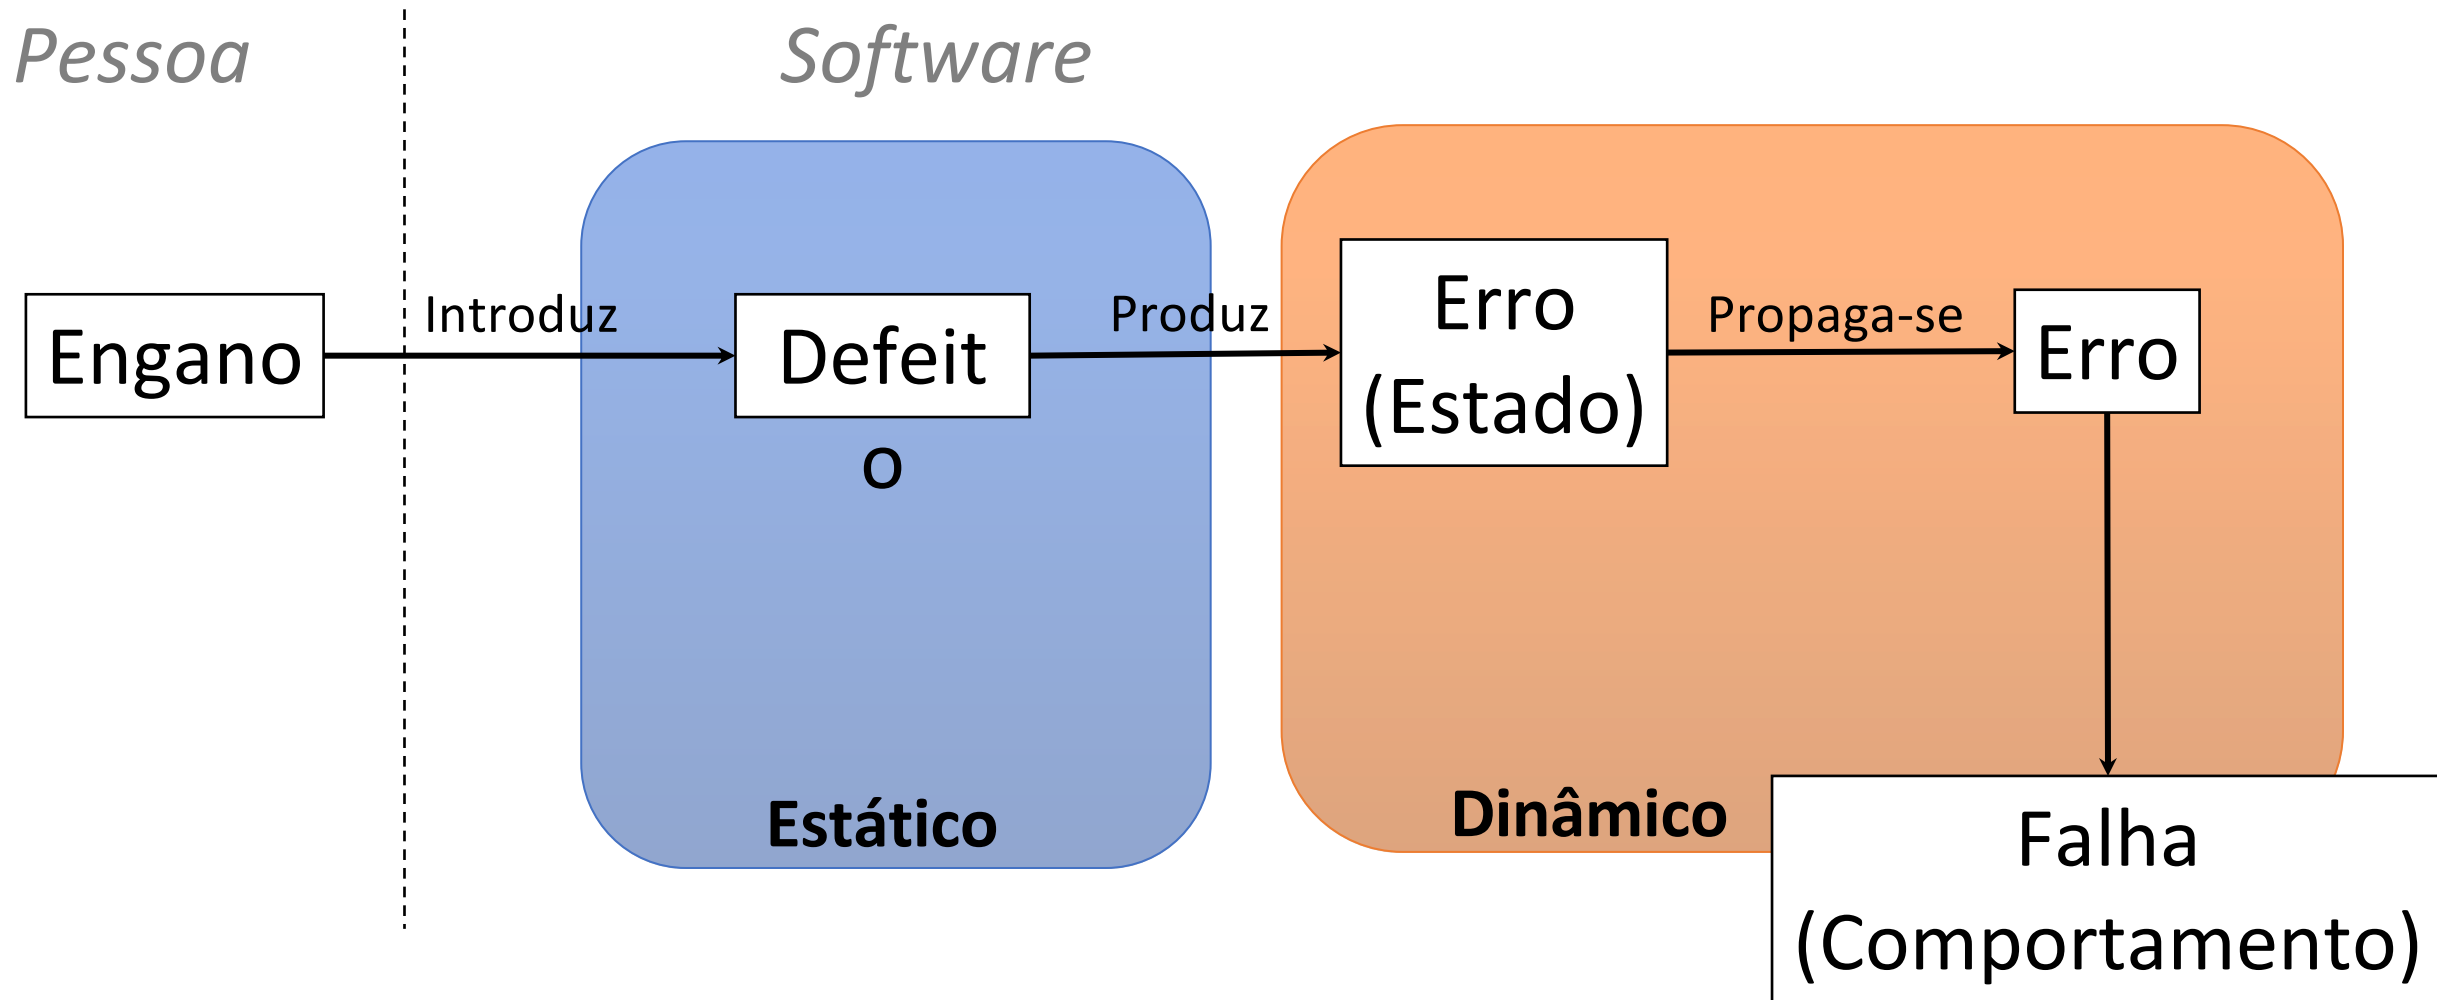 Pessoa
Software
Engano
Introduz
Defeit
o
Produz
Erro
(Estado)
Propaga-se
Erro
Estático
Dinâmico
Falha
(Comportamento)